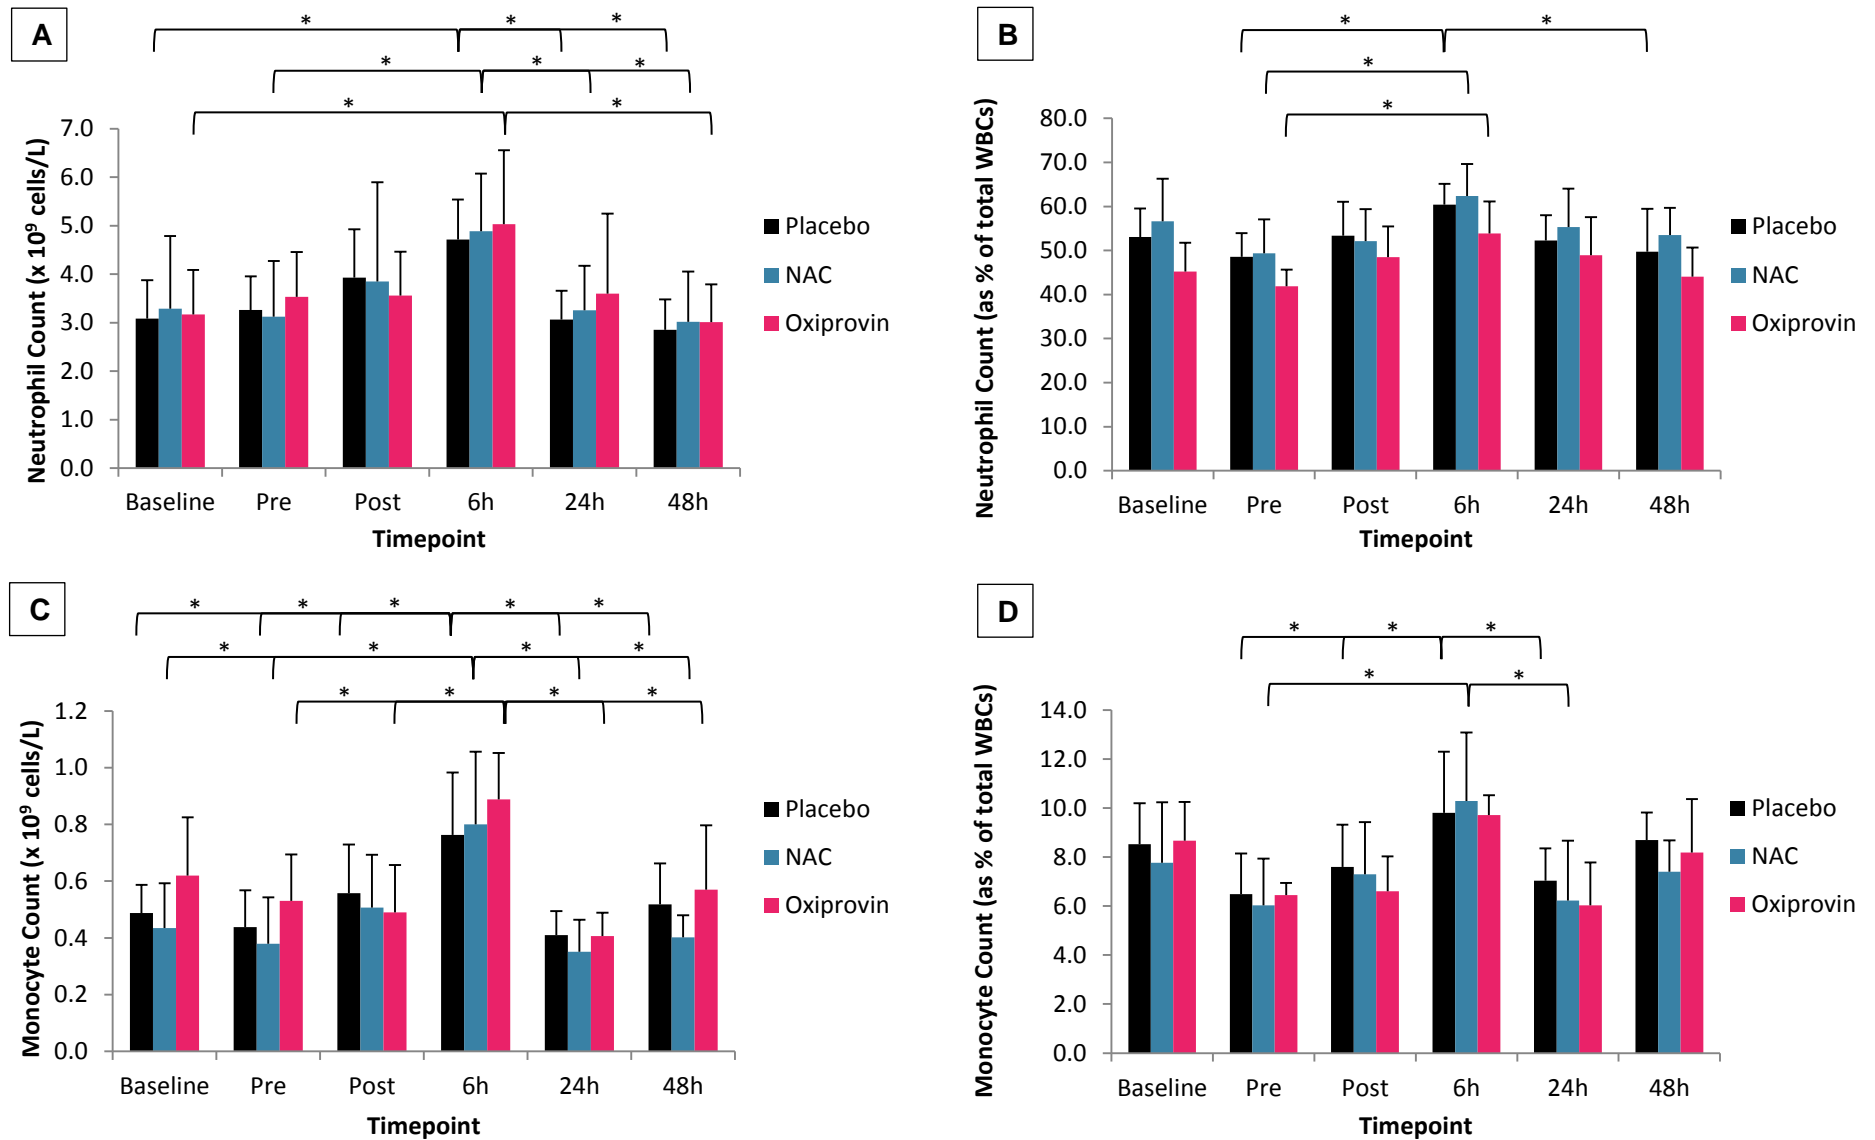 A
* * *
* * *
* *
Neutrophil Count (x 10⁹ cells/L)
7.0
6.0
5.0
4.0
3.0
2.0
1.0
0.0
Baseline Pre Post 6h 24h 48h
Timepoint
Placebo
NAC
Oxiprovin
B
* *
*
*
Neutrophil Count (as % of total WBCs)
80.0
70.0
60.0
50.0
40.0
30.0
20.0
10.0
0.0
Baseline Pre Post 6h 24h 48h
Timepoint
Placebo
NAC
Oxiprovin
C
* * * * *
* * * *
* * * *
Monocyte Count (x 10⁹ cells/L)
1.2
1.0
0.8
0.6
0.4
0.2
0.0
Baseline Pre Post 6h 24h 48h
Timepoint
Placebo
NAC
Oxiprovin
D
* * *
* *
Monocyte Count (as % of total WBCs)
14.0
12.0
10.0
8.0
6.0
4.0
2.0
0.0
Baseline Pre Post 6h 24h 48h
Timepoint
Placebo
NAC
Oxiprovin